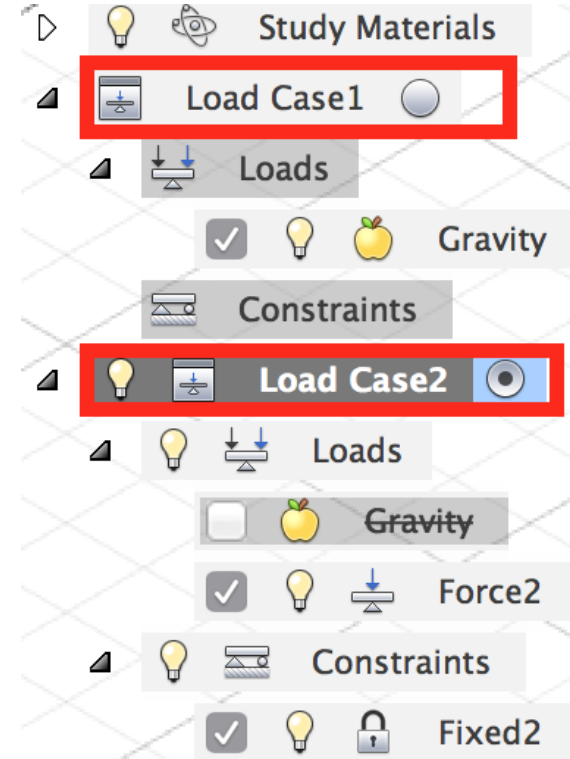 Study Materials
Load Case1
Loads
Gravity
Constraints
Load Case2
Loads
Gravity
Force2
Constraints
Fixed2